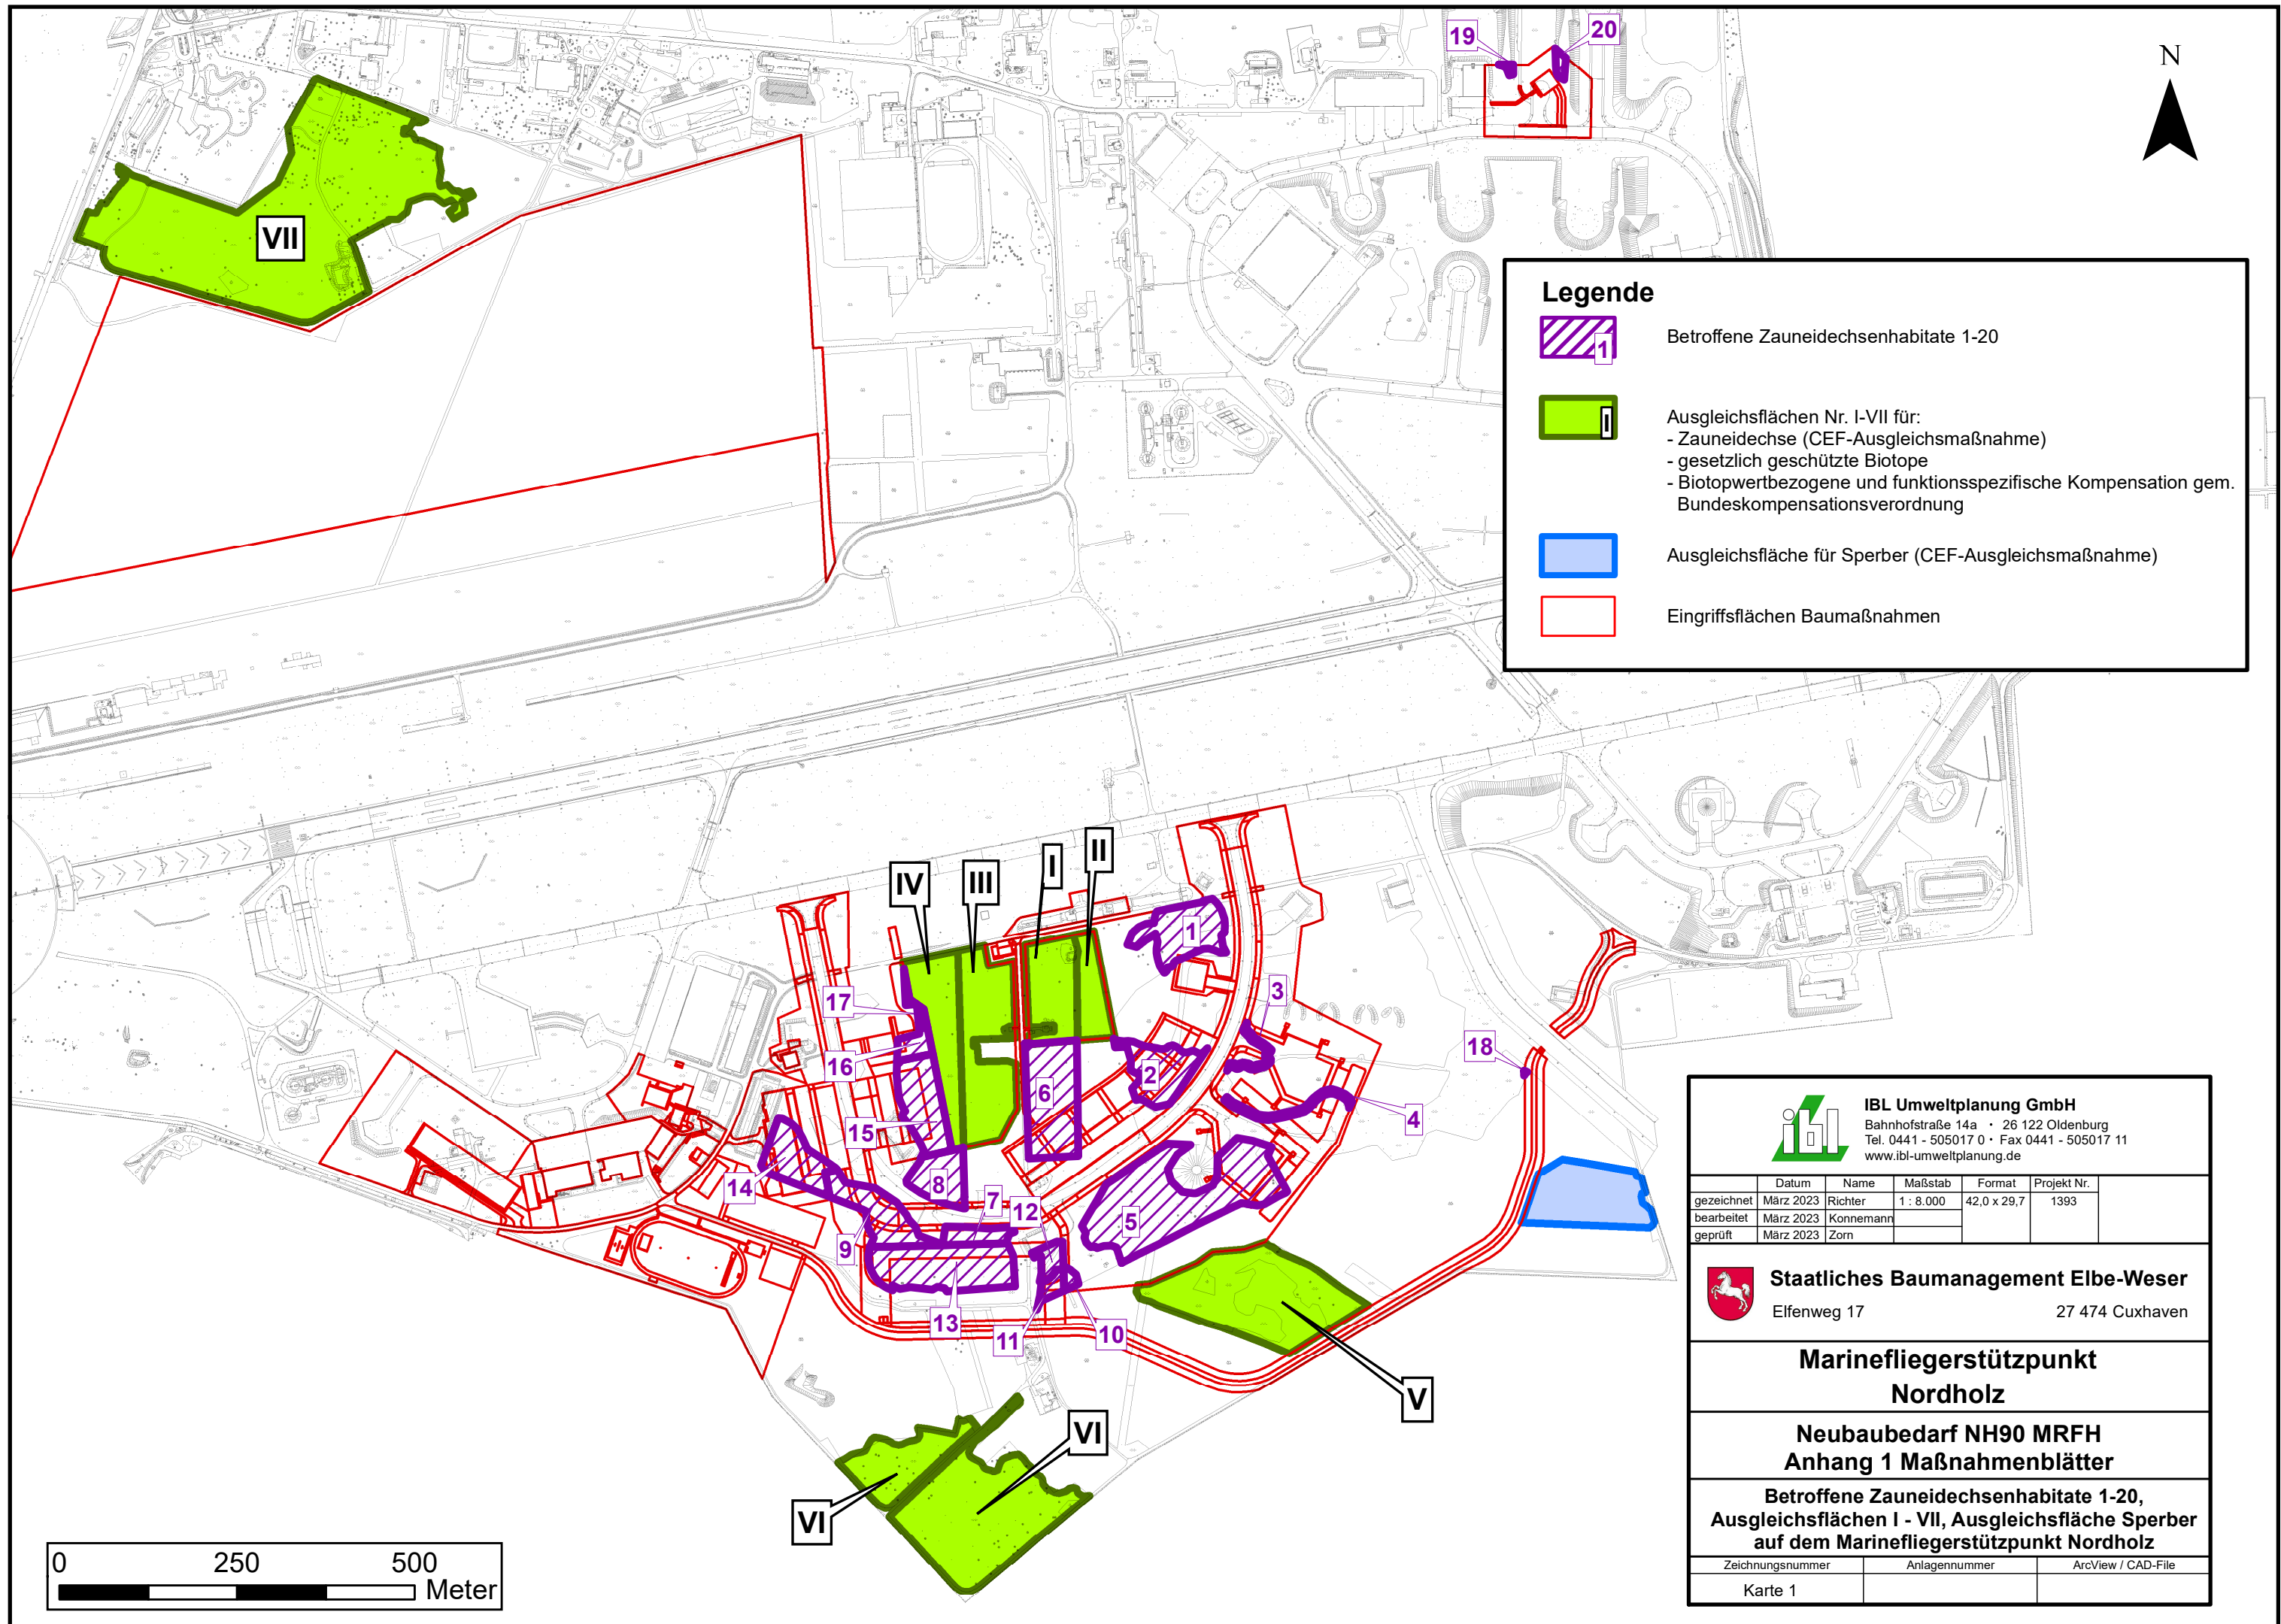 19
20
N
VII
Legende
1
Betroffene Zauneidechsenhabitate 1-20
I
Ausgleichsflächen Nr. I-VII für:
- Zauneidechse (CEF-Ausgleichsmaßnahme)
- gesetzlich geschützte Biotope
- Biotopwertbezogene und funktionsspezifische Kompensation gem.
Bundeskompensationsverordnung
Ausgleichsfläche für Sperber (CEF-Ausgleichsmaßnahme)
Eingriffsflächen Baumaßnahmen
IV
III
I
II
1
17
3
16
2
18
6
4
15
14
8
7
12
5
9
13
11
10
V
VI
VI
0 250 500
Meter
IBL Umweltplanung GmbH
Bahnhofstraße 14a • 26 122 Oldenburg
Tel. 0441 - 505017 0 • Fax 0441 - 505017 11
www.ibl-umweltplanung.de
ibl
Datum Name Maßstab Format Projekt Nr.
gezeichnet März 2023 Richter 1 : 8.000 42,0 x 29,7 1393
bearbeitet März 2023 Konnemann
geprüft März 2023 Zorn
Staatliches Baumanagement Elbe-Weser
Elfenweg 17 27 474 Cuxhaven
Marinefliegerstützpunkt
Nordholz
Neubaubedarf NH90 MRFH
Anhang 1 Maßnahmenblätter
Betroffene Zauneidechsenhabitate 1-20,
Ausgleichsflächen I - VII, Ausgleichsfläche Sperber
auf dem Marinefliegerstützpunkt Nordholz
Zeichnungsnummer Anlagennummer ArcView / CAD-File
Karte 1